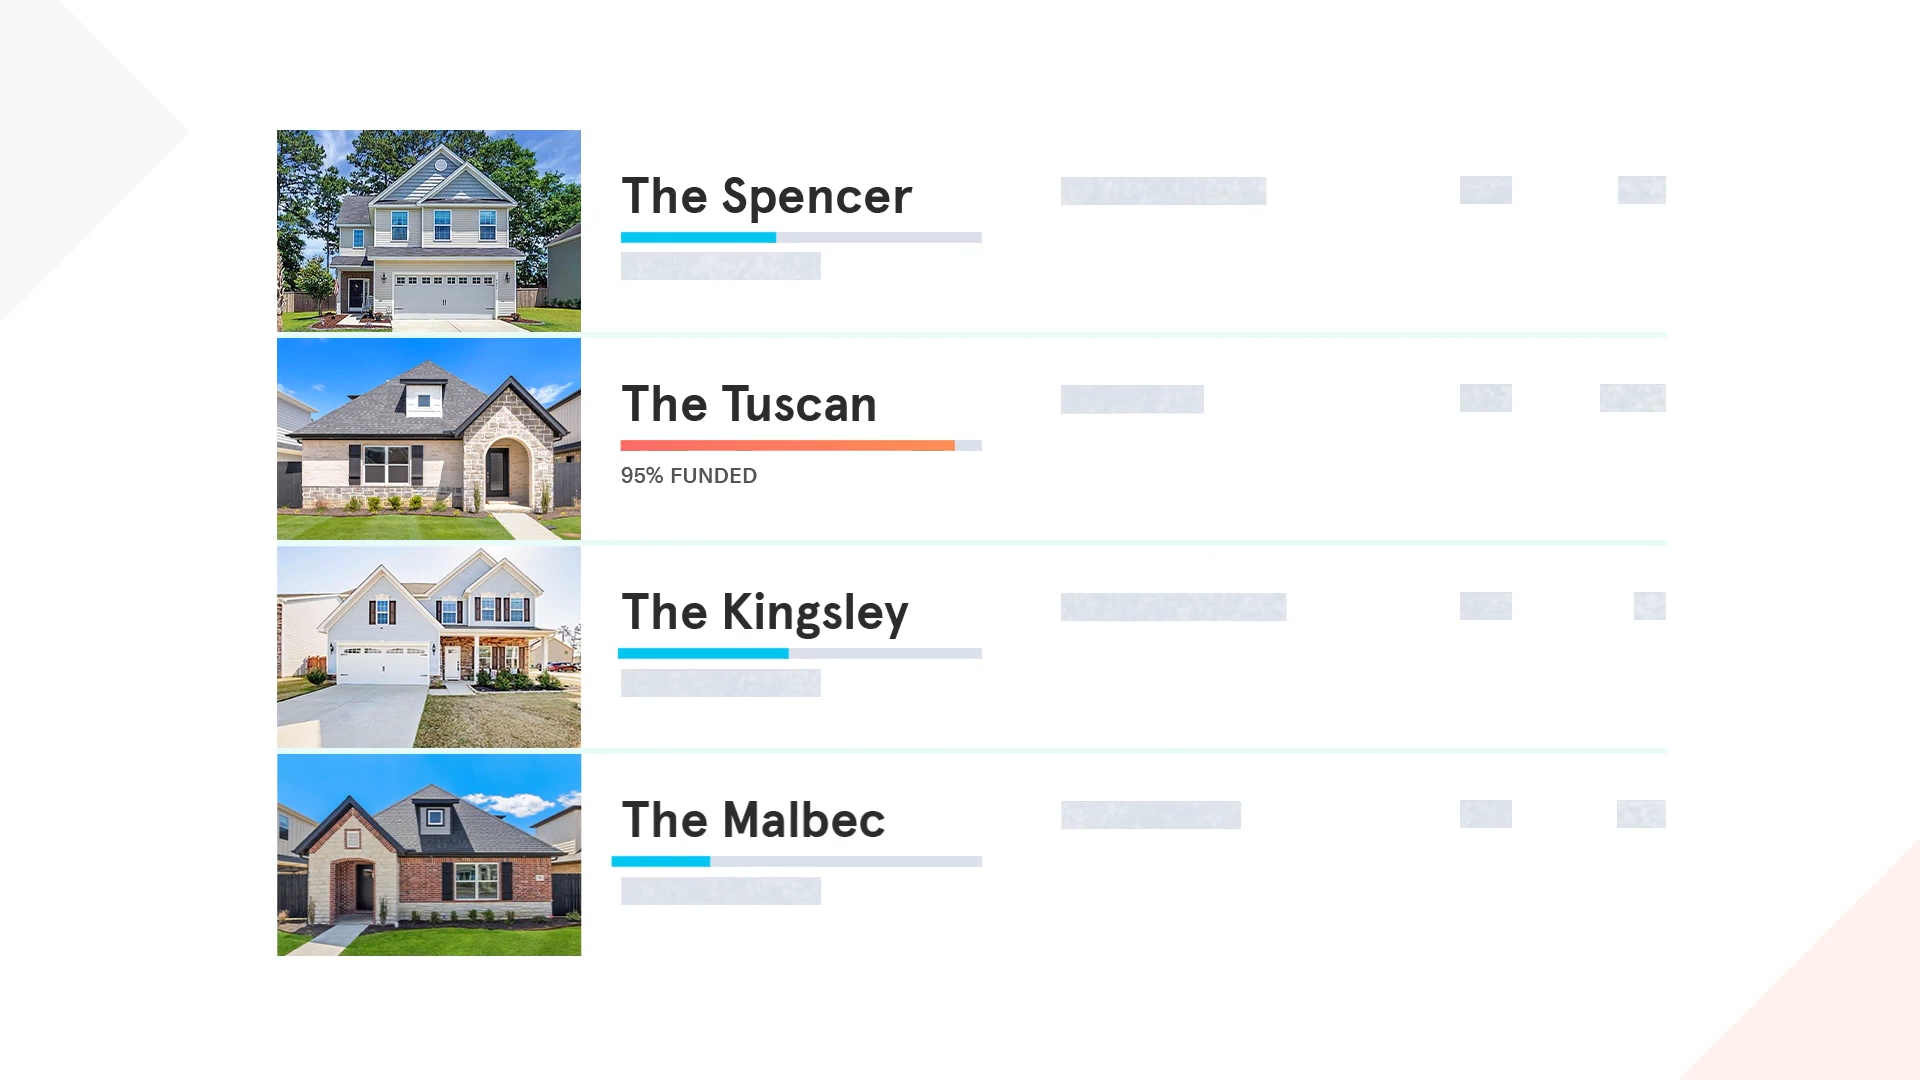 The Spencer
The Tuscan
95% FUNDED
The Kingsley
The Malbec